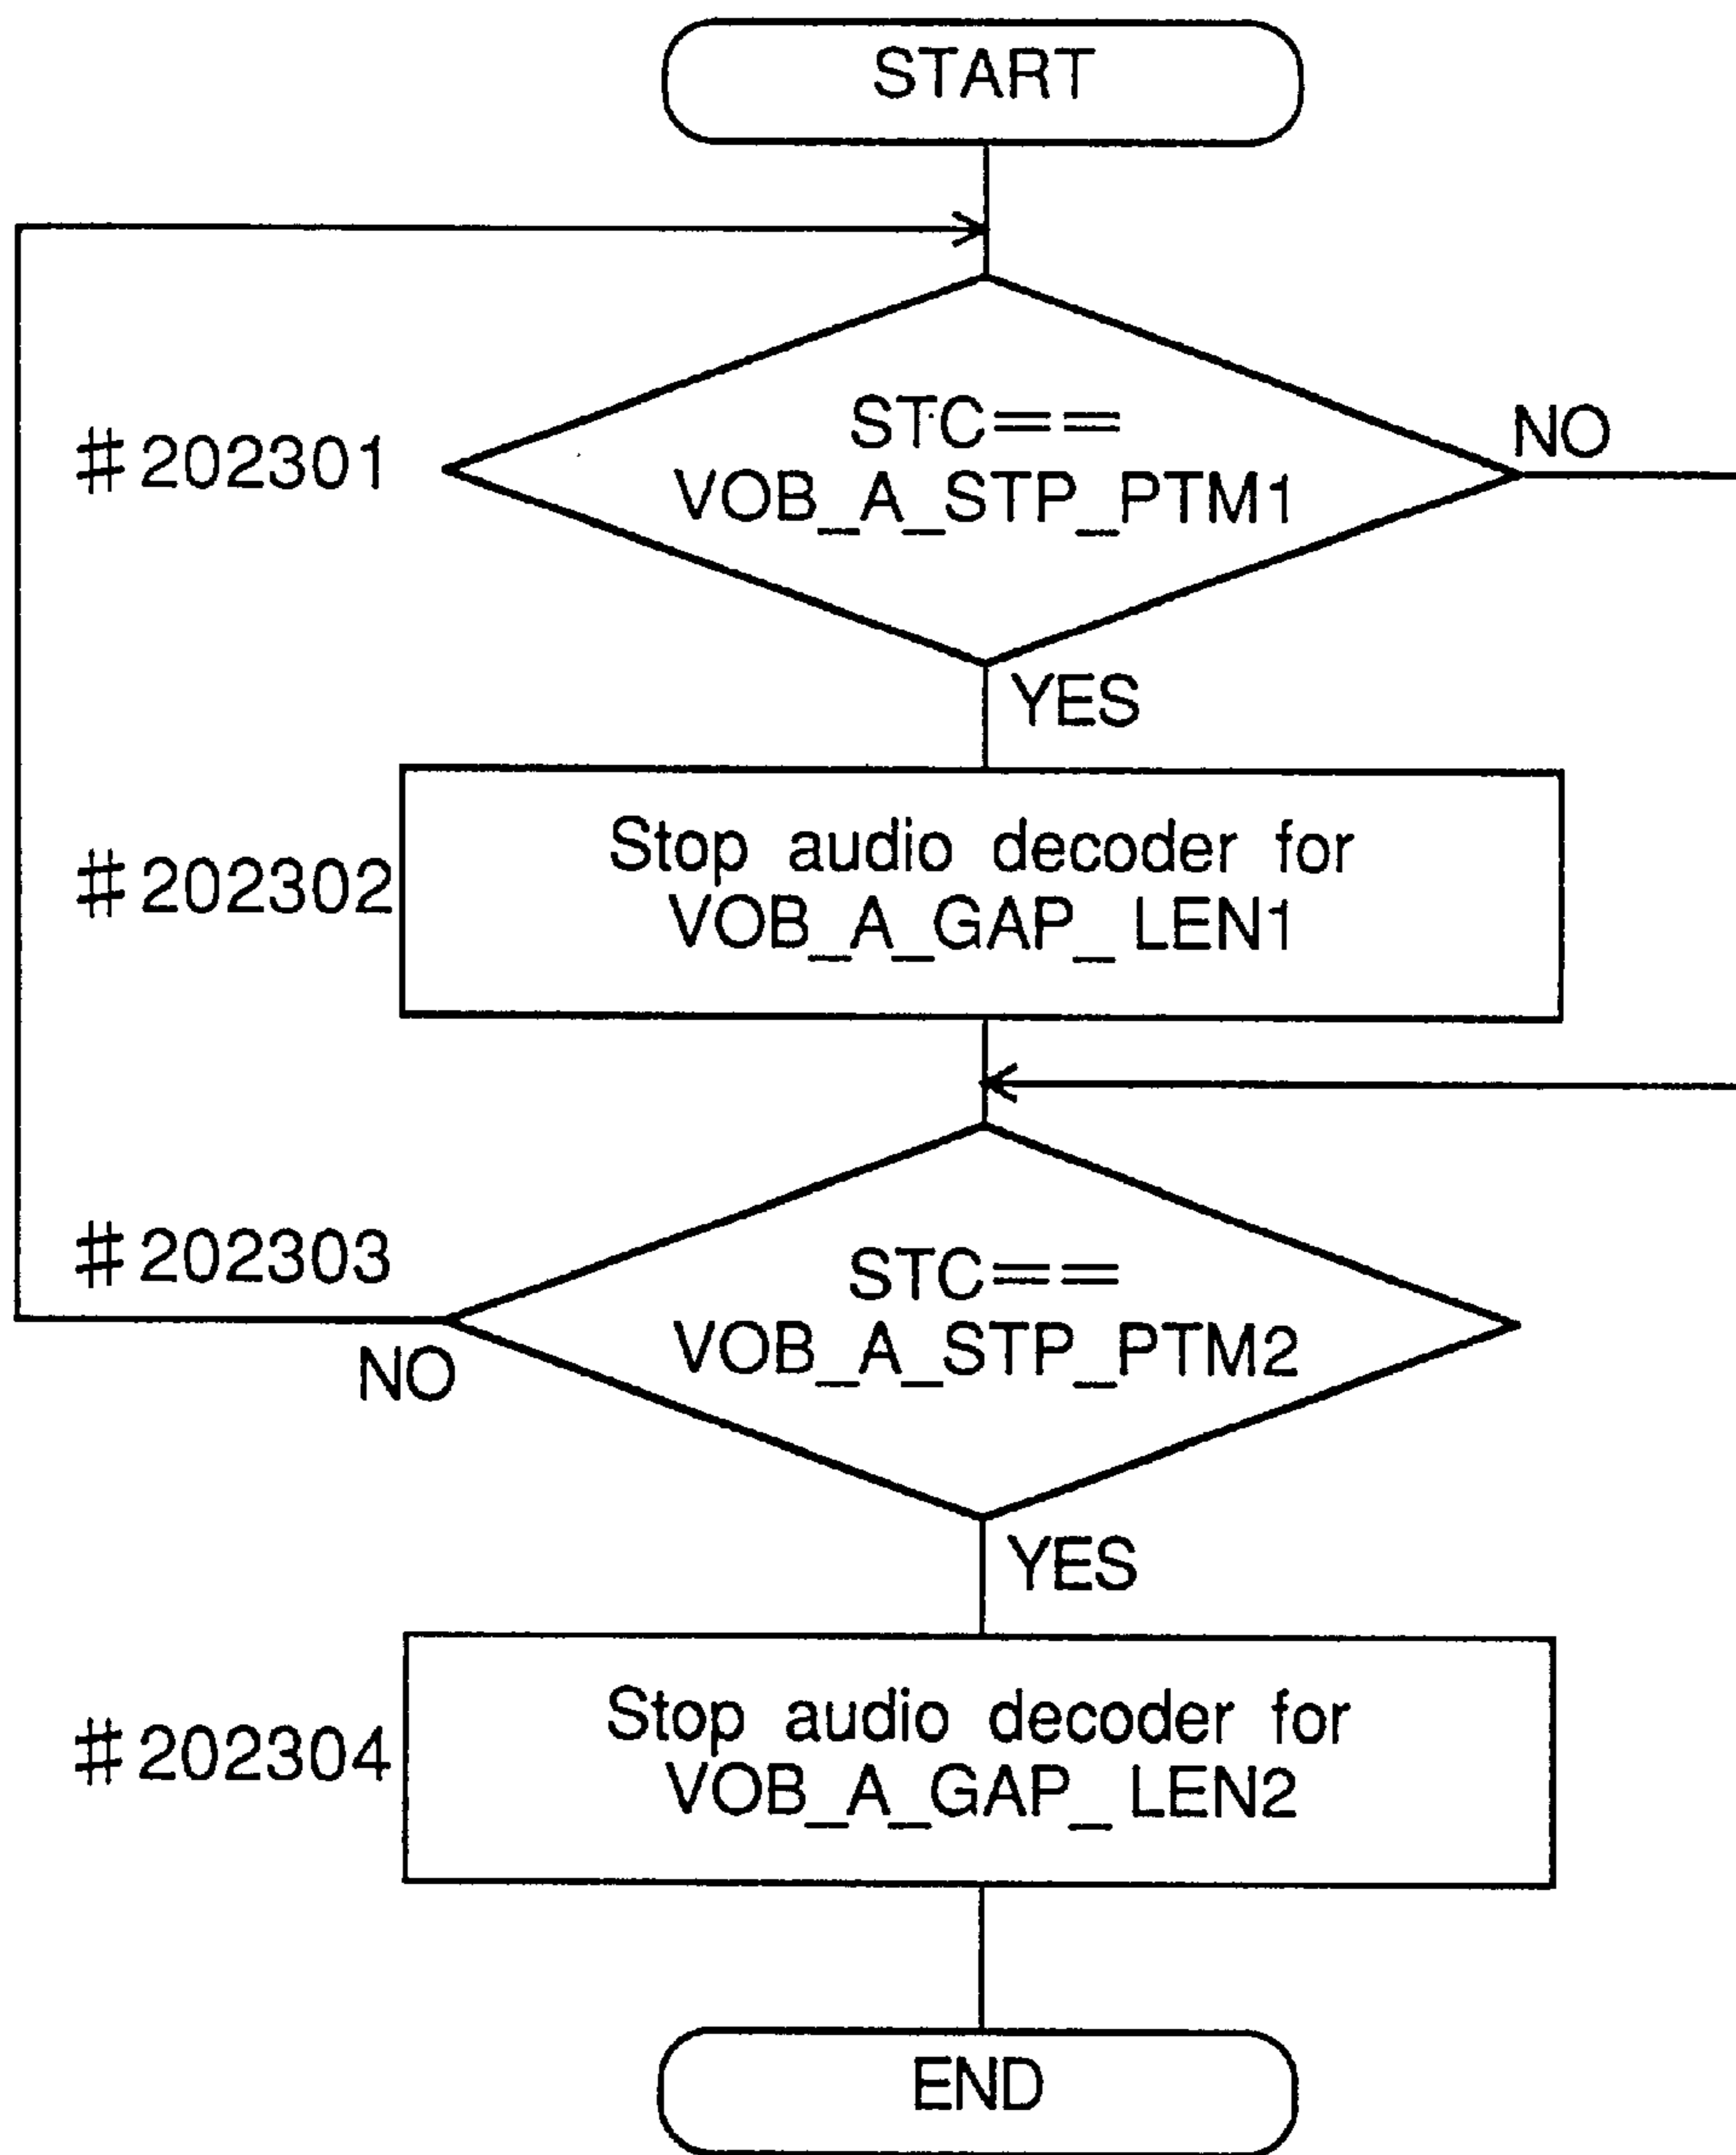 START
STC==
VOB_A_STP_PTM1
NO
#202301
YES
Stop audio decoder for
VOB_A_GAP_LEN1
#202302
#202303
STC==
VOB_A_STP_PTM2
NO
YES
Stop audio decoder for
VOB_A_GAP_LEN2
#202304
END